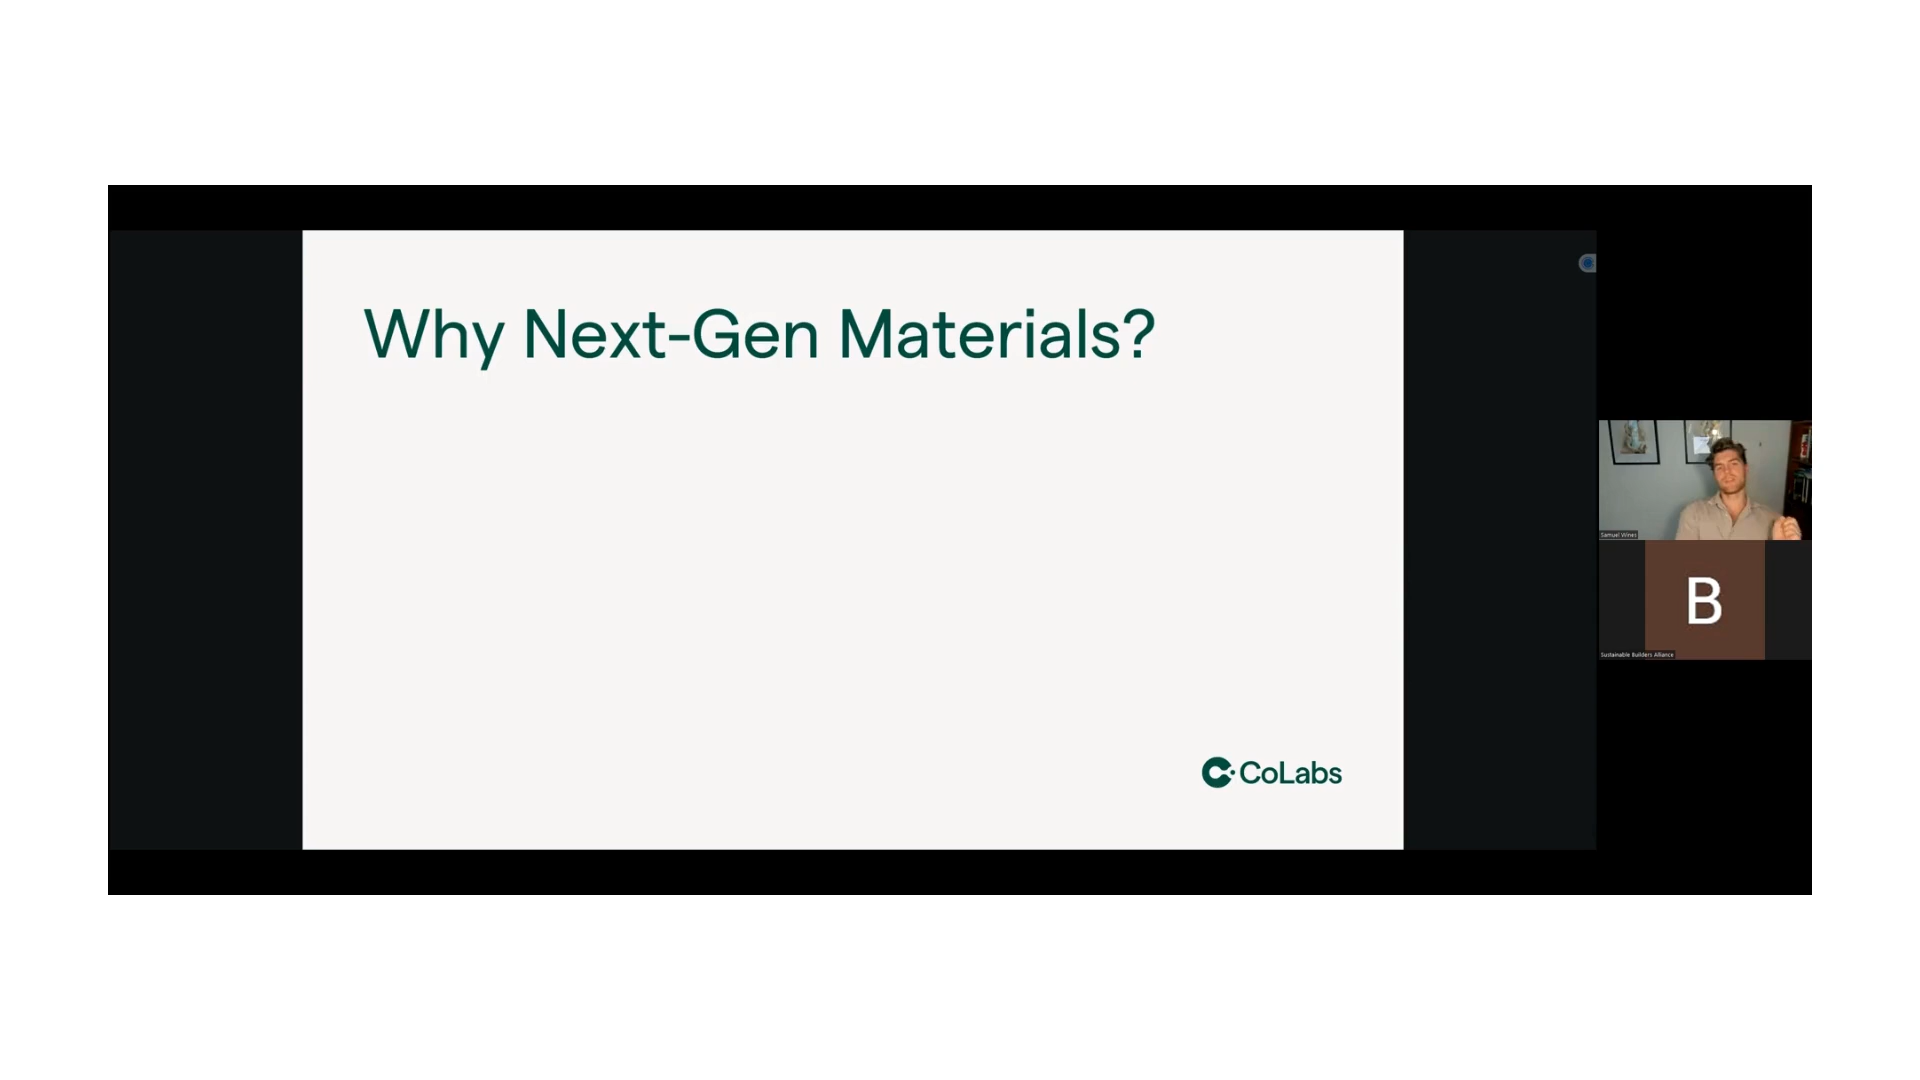 Why Next-Gen Materials?
CoLabs
Samuel Wines
B
Sustainable Builders Alliance